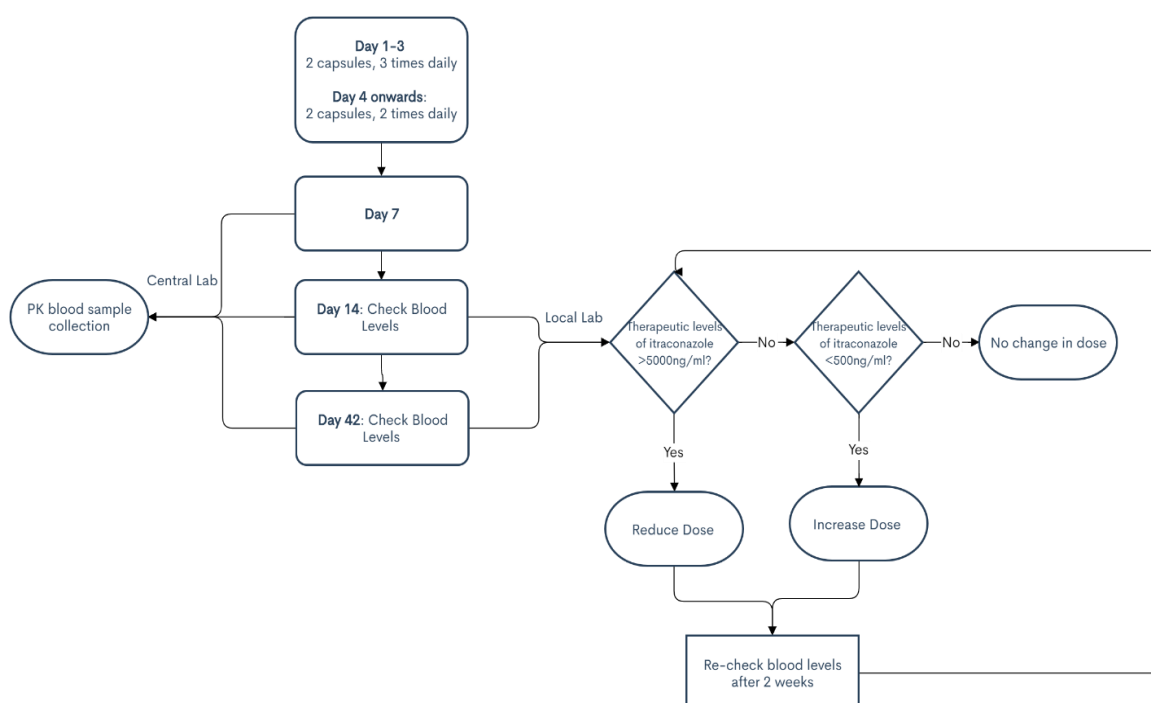 Day 1-3
2 capsules, 3 times daily
Day 4 onwards:
2 capsules, 2 times daily
Day 7
Central Lab
PK blood sample
collection
Day 14: Check Blood
Levels
Day 42: Check Blood
Levels
Local Lab
Therapeutic levels
of itraconazole
>5000ng/ml?
No
Therapeutic levels
of itraconazole
<500ng/ml?
No
No change in dose
Yes
Yes
Reduce Dose
Increase Dose
Re-check blood levels
after 2 weeks